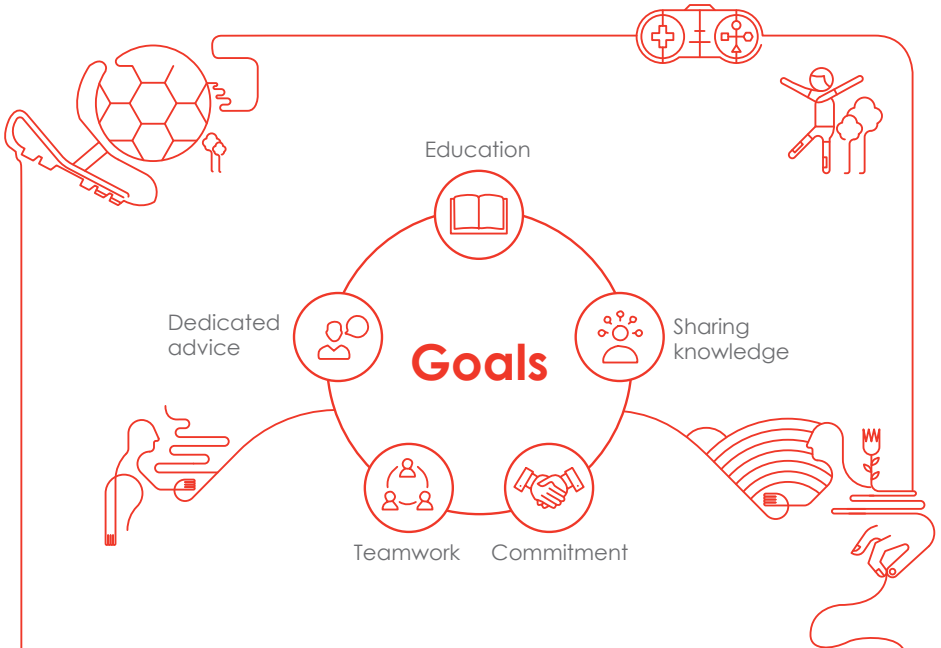 Education
Dedicated
advice
Goals
Sharing
knowledge
Teamwork
Commitment